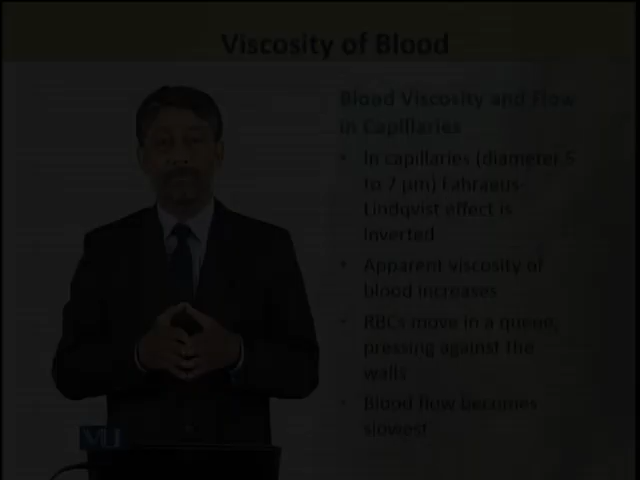 Viscosity of Blood
Blood Viscosity and Flow
in Capillaries
• In capillaries (diameter 5
to 7 μm) Fahraeus-
Lindqvist effect is
inverted
• Apparent viscosity of
blood increases
• RBCs move in a queue,
pressing against the
walls
• Blood flow becomes
slowest